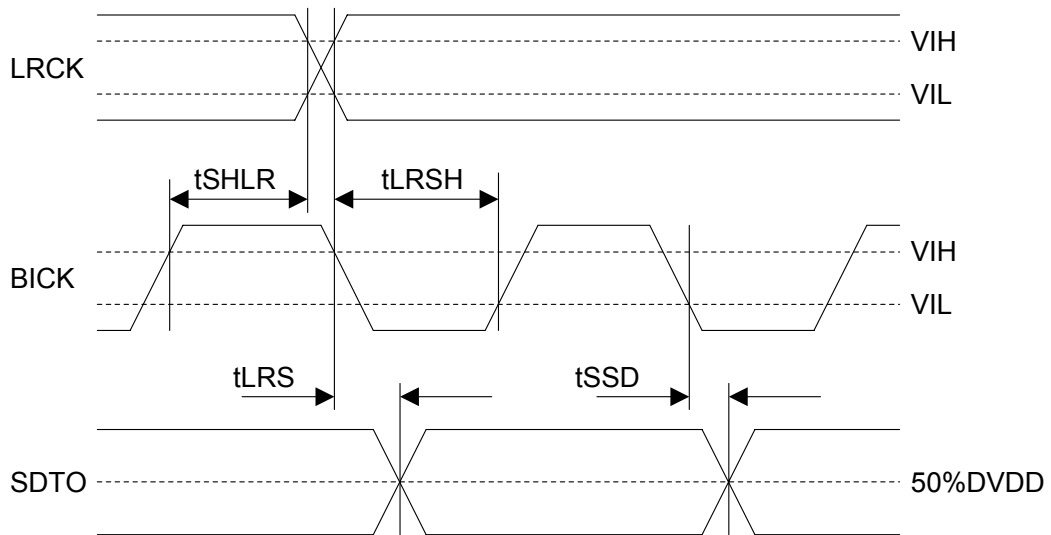 VIH
LRCK
VIL
tSHLR
tLRSH
VIH
BICK
VIL
tLRS
tSSD
SDTO
50%DVDD